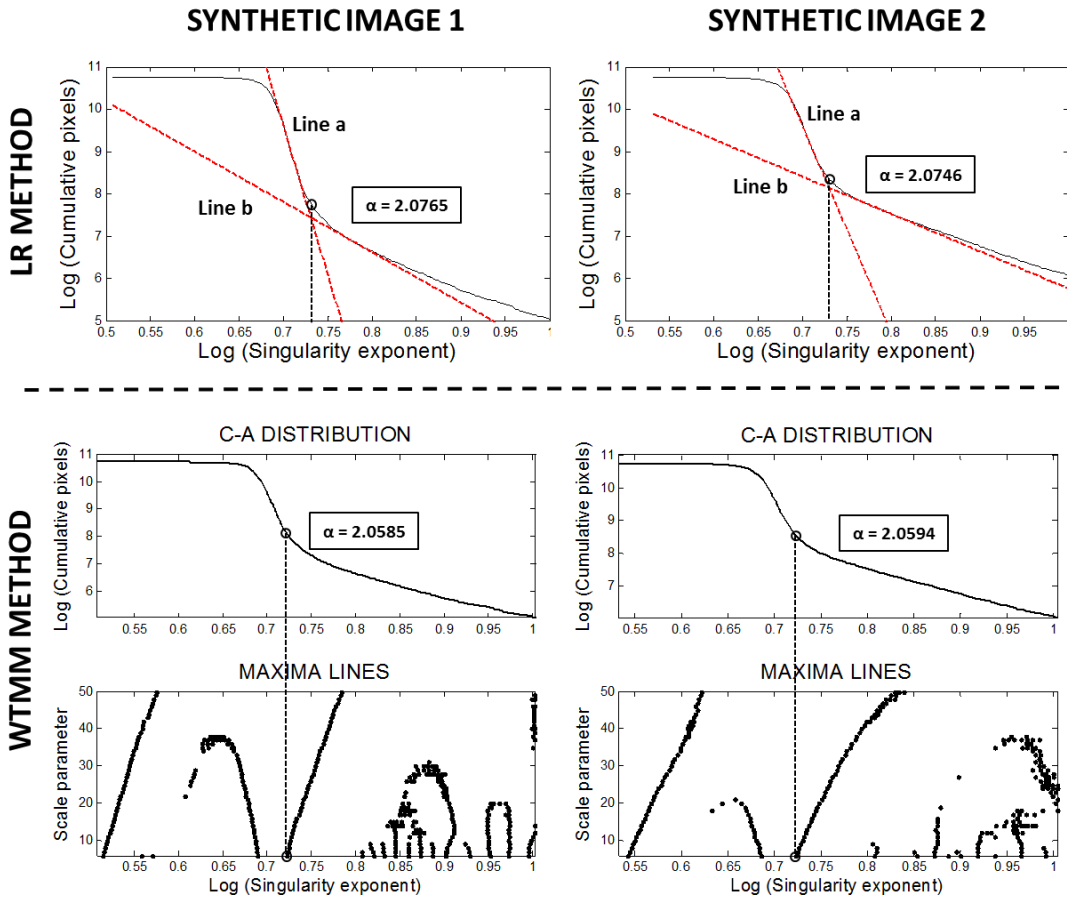 SYNTHETIC IMAGE 1
SYNTHETIC IMAGE 2
LR METHOD
Log (Cumulative pixels)
11
10
9
8
7
6
5
Line a
Line b
α = 2.0765
0.5 0.55 0.6 0.65 0.7 0.75 0.8 0.85 0.9 0.95 1
Log (Singularity exponent)
Log (Cumulative pixels)
11
10
9
8
7
6
5
Line a
Line b
α = 2.0746
0.5 0.55 0.6 0.65 0.7 0.75 0.8 0.85 0.9 0.95
Log (Singularity exponent)
WTMM METHOD
C-A DISTRIBUTION
Log (Cumulative pixels)
11
10
9
8
7
6
α = 2.0585
0.55 0.6 0.65 0.7 0.75 0.8 0.85 0.9 0.95 1
C-A DISTRIBUTION
Log (Cumulative pixels)
11
10
9
8
7
α = 2.0594
0.55 0.6 0.65 0.7 0.75 0.8 0.85 0.9 0.95 1
MAXIMA LINES
Scale parameter
50
40
30
20
10
0.55 0.6 0.65 0.7 0.75 0.8 0.85 0.9 0.95 1
Log (Singularity exponent)
MAXIMA LINES
Scale parameter
50
40
30
20
10
0.55 0.6 0.65 0.7 0.75 0.8 0.85 0.9 0.95 1
Log (Singularity exponent)